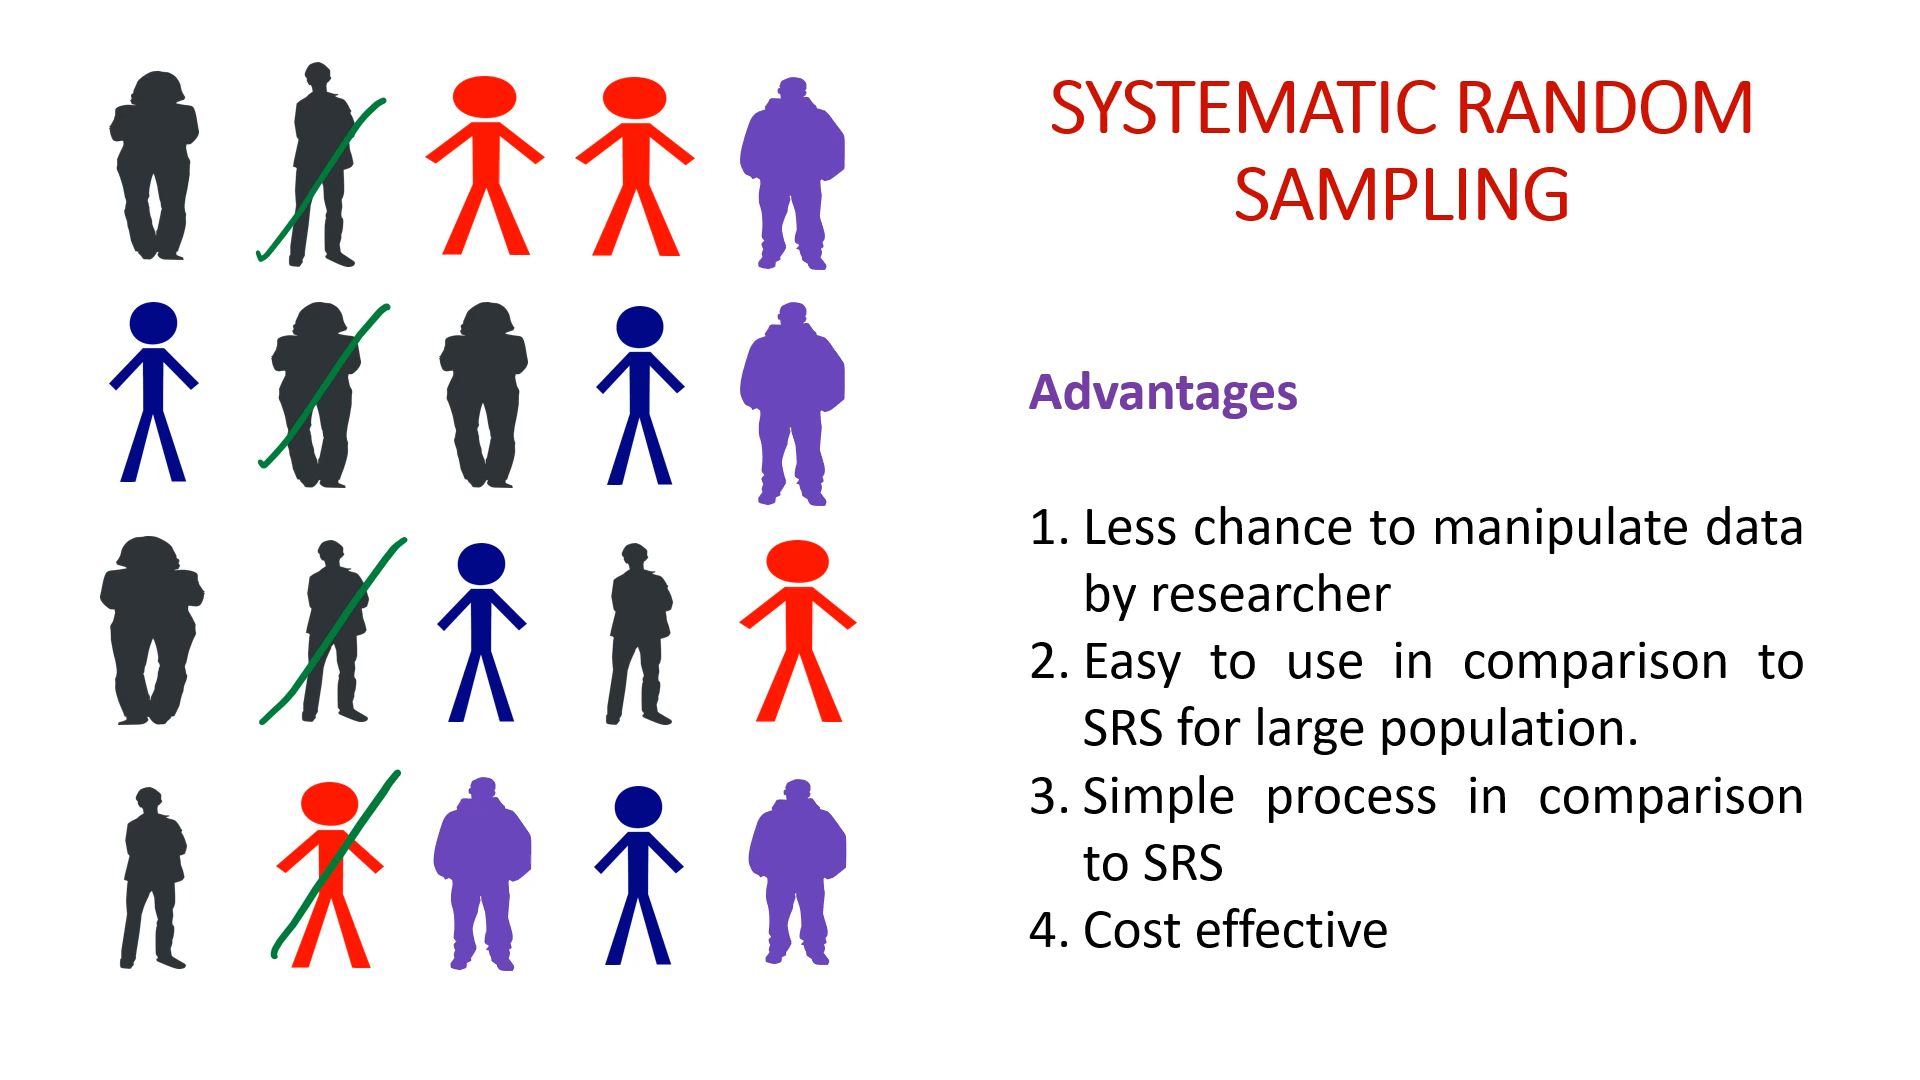 SYSTEMATIC RANDOM
SAMPLING
Advantages
1. Less chance to manipulate data
by researcher
2. Easy to use in comparison to
SRS for large population.
3. Simple process in comparison
to SRS
4. Cost effective